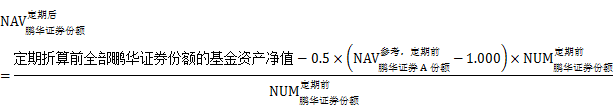 NAV定期后鹏华证券份额
= 定期折算前全部鹏华证券份额的基金资产净值 − 0.5 × (NAV参考，定期前鹏华证券 A 份额 − 1.000) × NUM定期前鹏华证券份额
NUM定期前鹏华证券份额